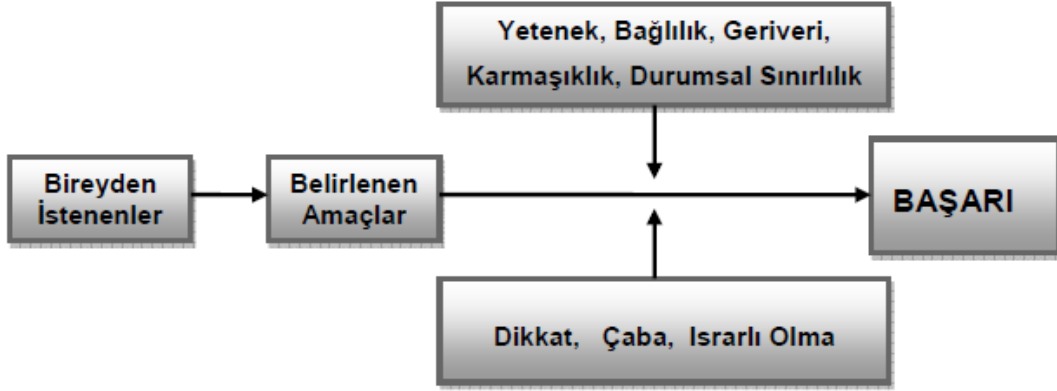 Yetenek, Bağlılık, Geriveri,
Karmaşıklık, Durumsal Sınırlılık
Bireyden
İstenenler
Belirlenen
Amaçlar
BAŞARI
Dikkat, Çaba, Israrlı Olma